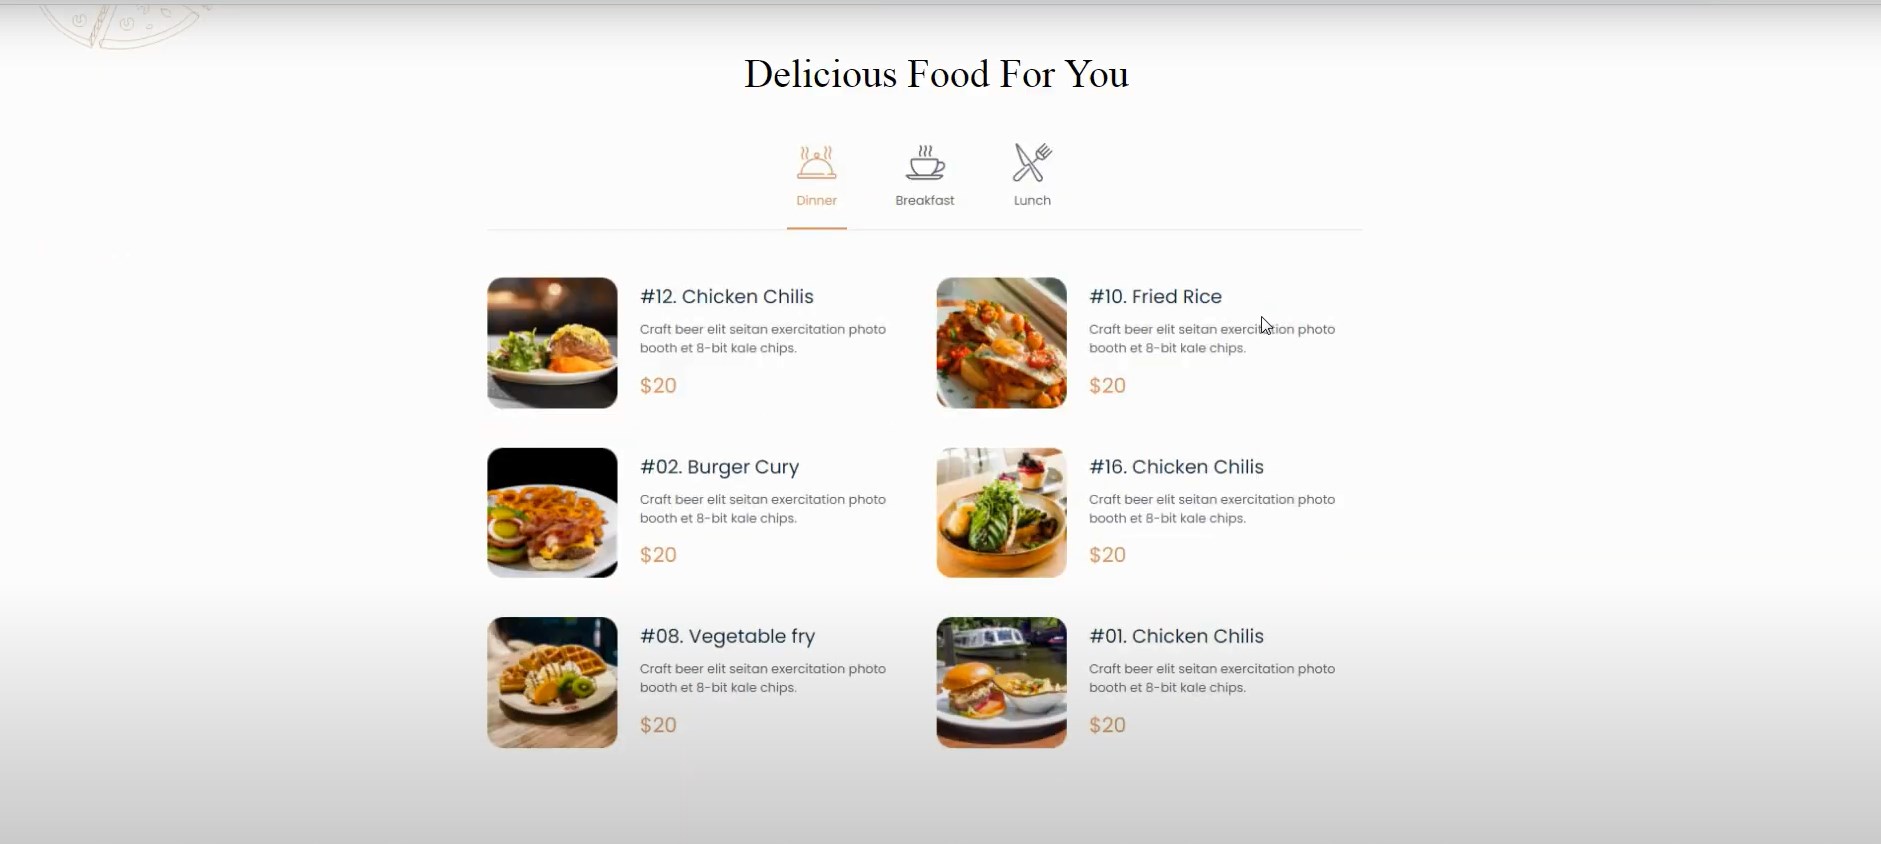 Delicious Food For You
Dinner
Breakfast
Lunch
#12. Chicken Chilis
Craft beer elit seitan exercitation photo
booth et 8-bit kale chips.
$20
#10. Fried Rice
Craft beer elit seitan exercitation photo
booth et 8-bit kale chips.
$20
#02. Burger Cury
Craft beer elit seitan exercitation photo
booth et 8-bit kale chips.
$20
#16. Chicken Chilis
Craft beer elit seitan exercitation photo
booth et 8-bit kale chips.
$20
#08. Vegetable fry
Craft beer elit seitan exercitation photo
booth et 8-bit kale chips.
$20
#01. Chicken Chilis
Craft beer elit seitan exercitation photo
booth et 8-bit kale chips.
$20